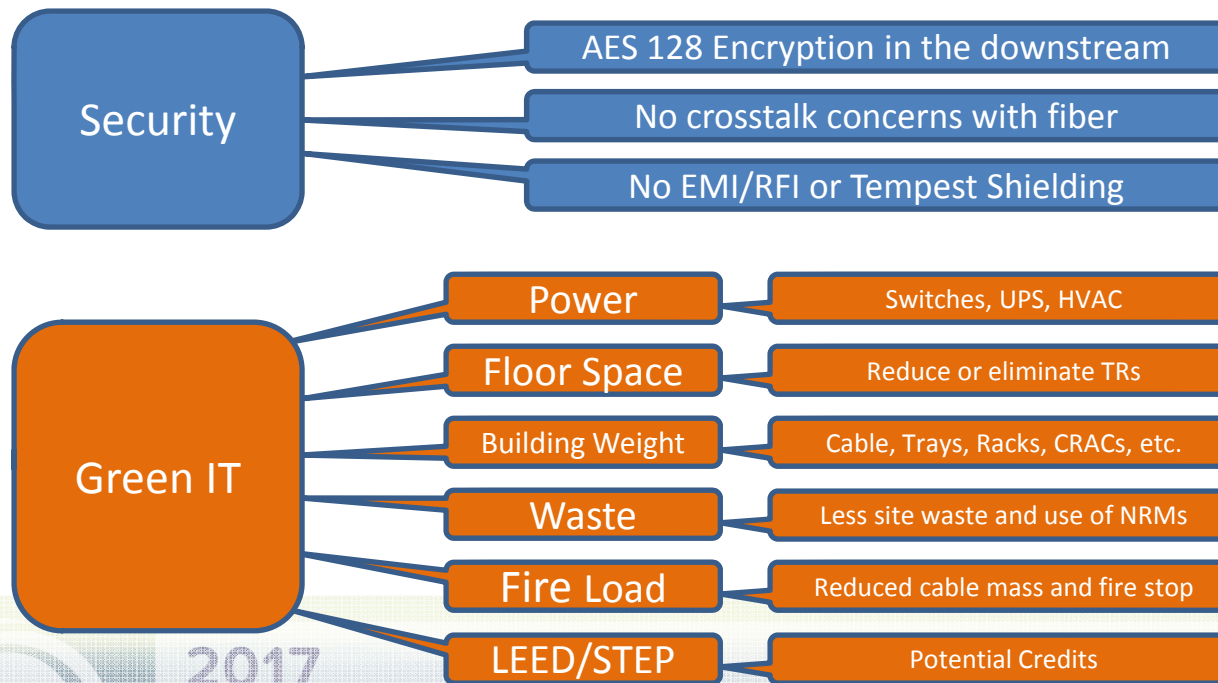 Security
AES 128 Encryption in the downstream
No crosstalk concerns with fiber
No EMI/RFI or Tempest Shielding
Green IT
Power
Switches, UPS, HVAC
Floor Space
Reduce or eliminate TRs
Building Weight
Cable, Trays, Racks, CRACs, etc.
Waste
Less site waste and use of NRMs
Fire Load
Reduced cable mass and fire stop
LEED/STEP
Potential Credits
2017